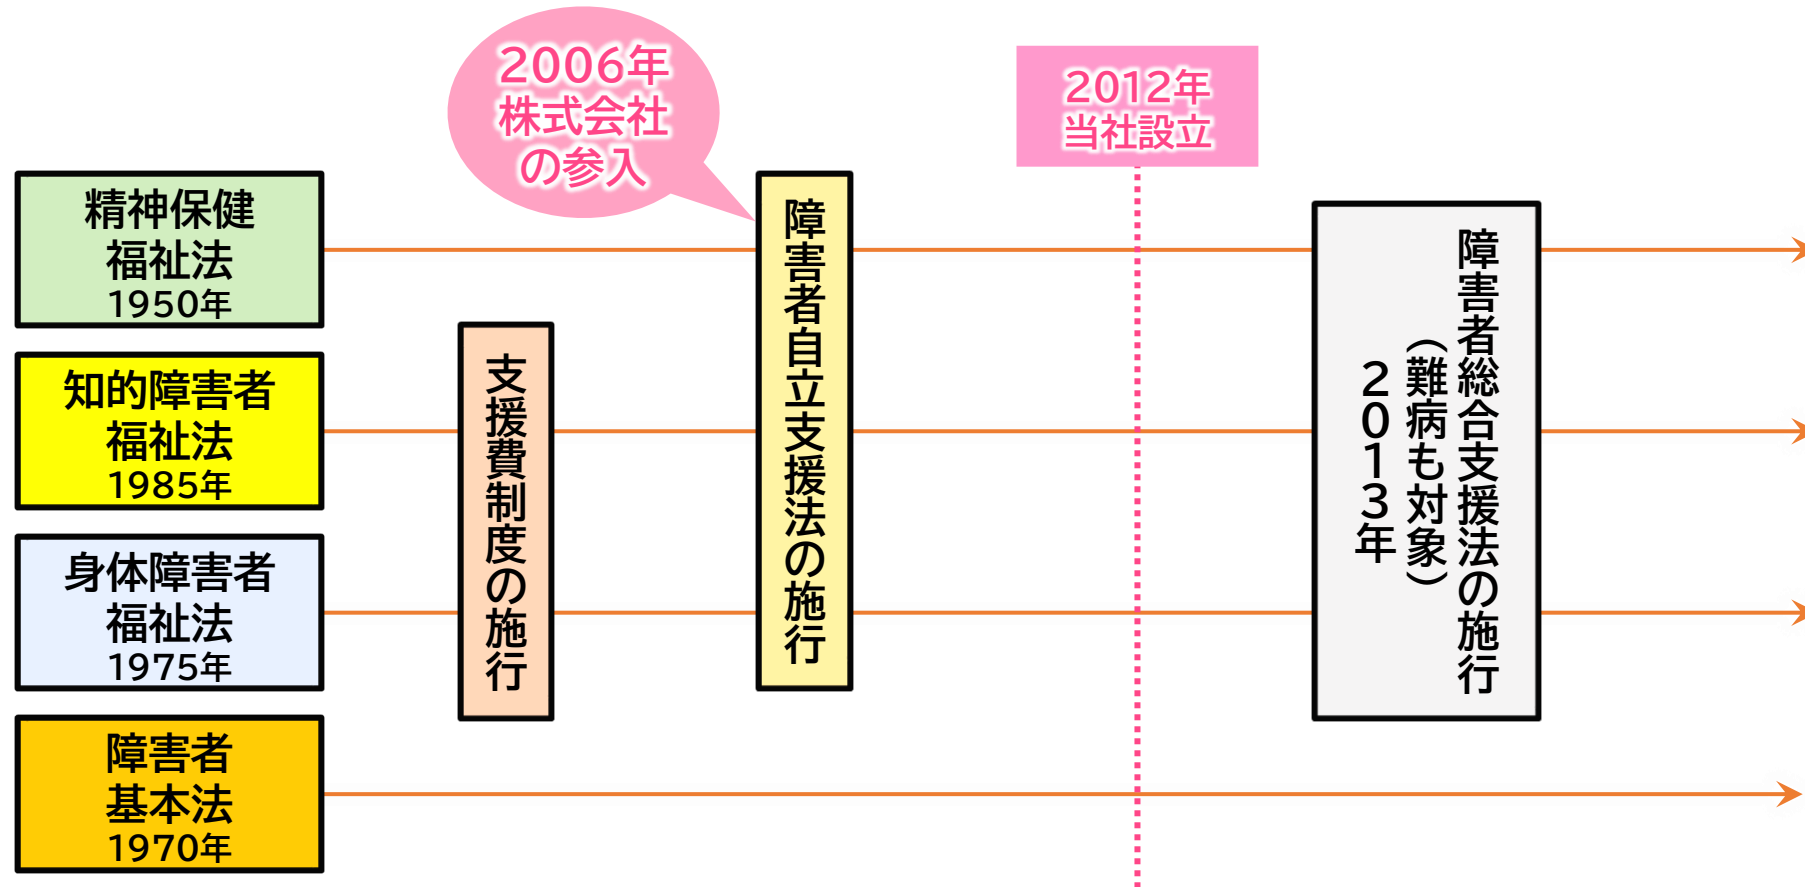 2006年
株式会社
の参入
2012年
当社設立
精神保健
福祉法
1950年
知的障害者
福祉法
1985年
身体障害者
福祉法
1975年
障害者
基本法
1970年
支援費制度の施行
障害者自立支援法の施行
障害者総合支援法の施行
（難病も対象）
2013年